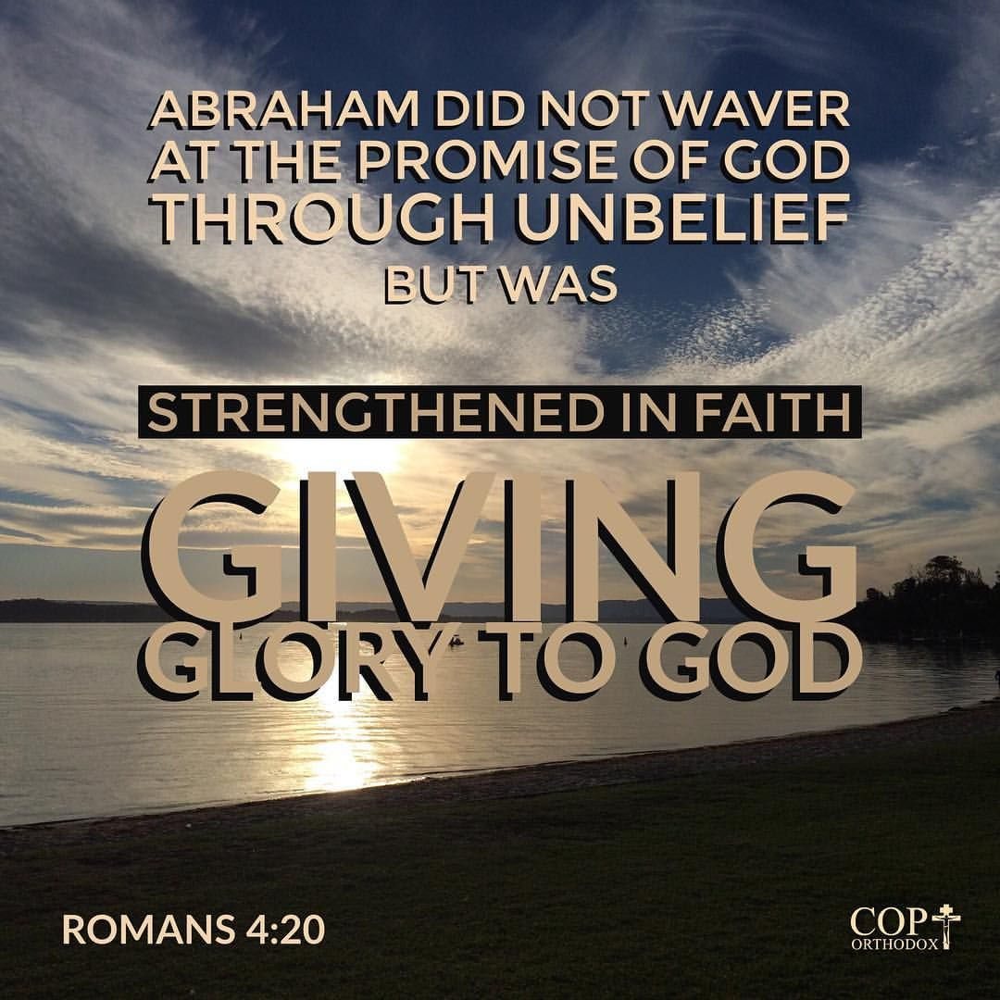 ABRAHAM DID NOT WAVER
AT THE PROMISE OF GOD
THROUGH UNBELIEF
BUT WAS
STRENGTHENED IN FAITH
GIVING
GLORY TO GOD
ROMANS 4:20
COPT
ORTHODOX